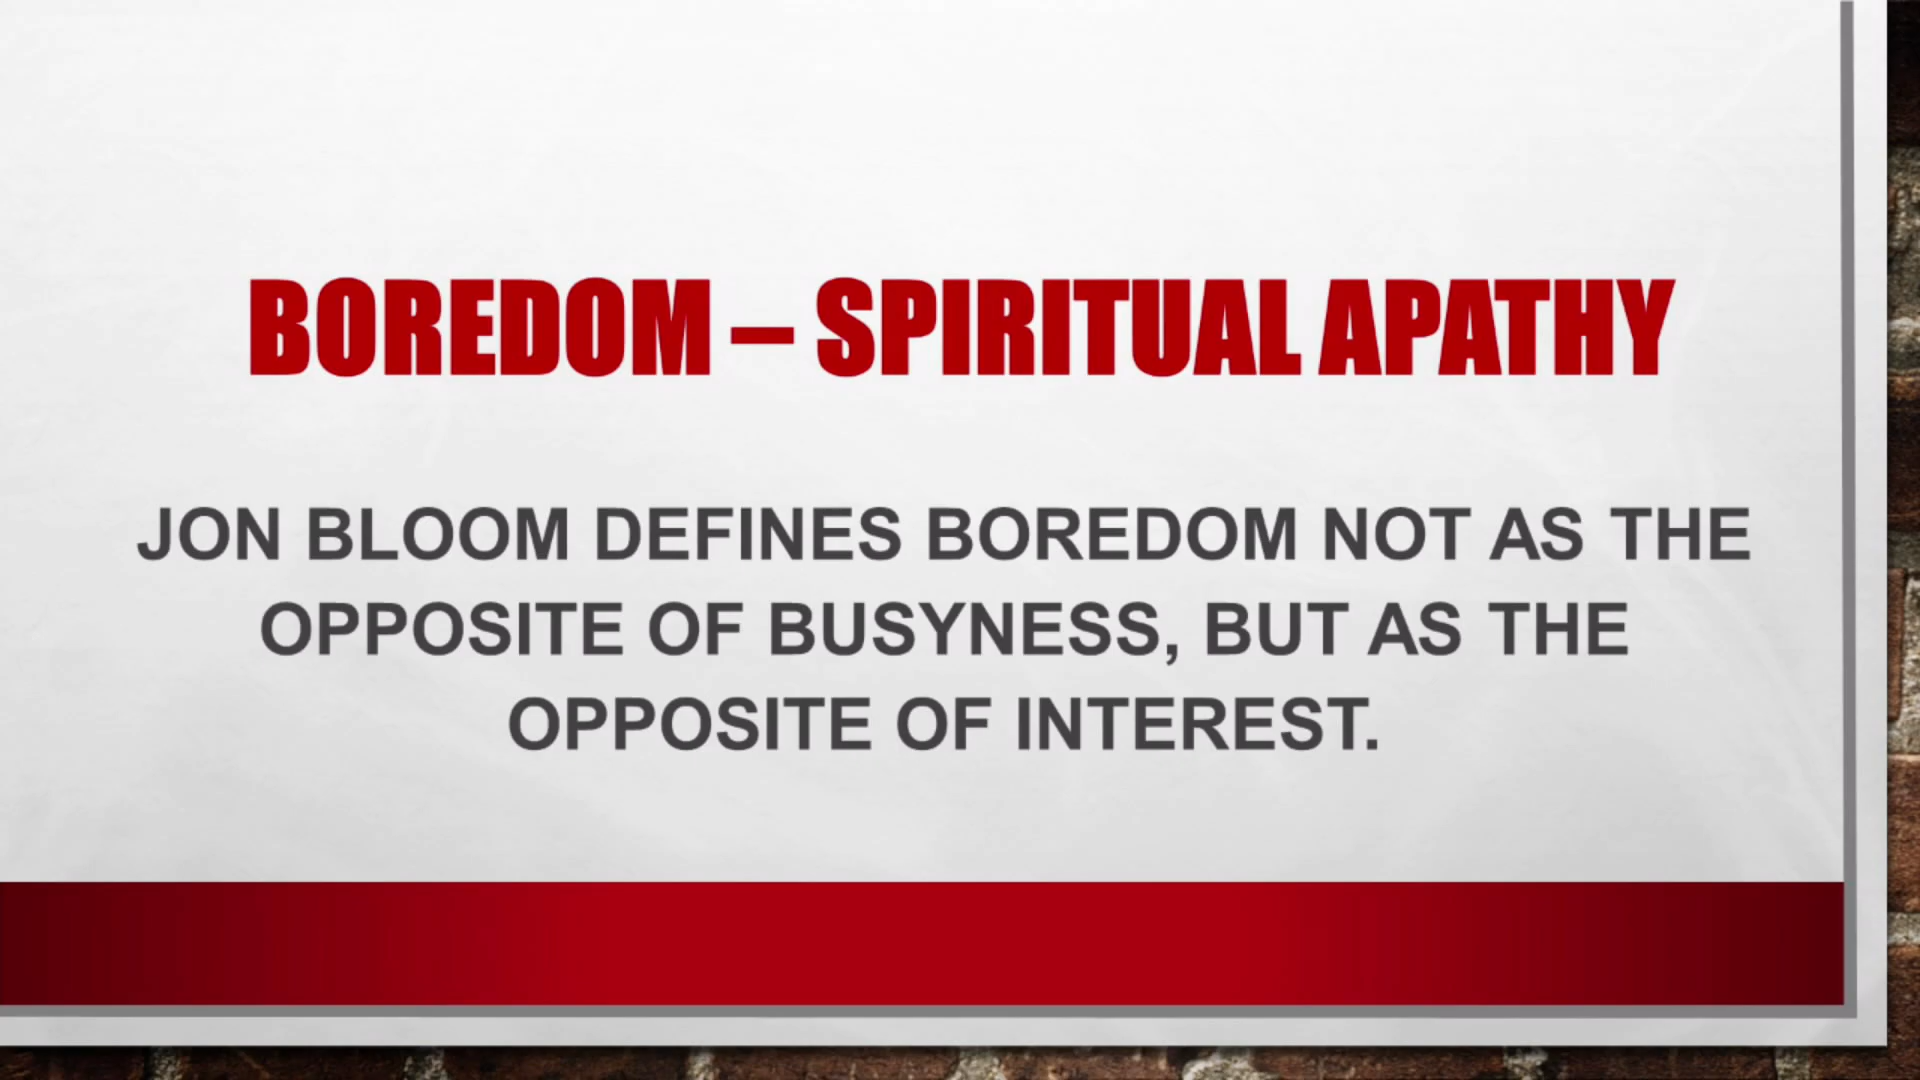 BOREDOM – SPIRITUAL APATHY
JON BLOOM DEFINES BOREDOM NOT AS THE
OPPOSITE OF BUSYNESS, BUT AS THE
OPPOSITE OF INTEREST.